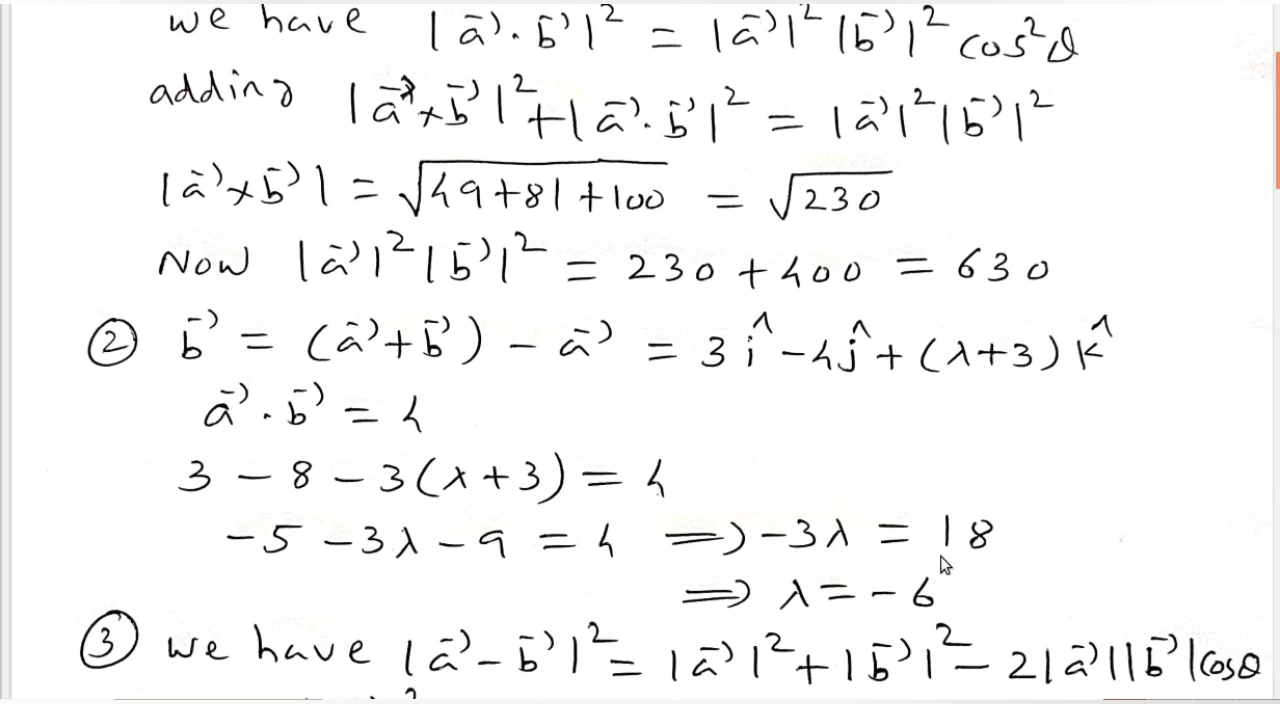 we have |a⃗·b⃗|² = |a⃗|²|b⃗|² cos²θ
adding |a⃗×b⃗|²+|a⃗·b⃗|² = |a⃗|²|b⃗|²
|a⃗×b⃗| = √(49+81+100) = √230
Now |a⃗|²|b⃗|² = 230 + 400 = 630
② b⃗ = (a⃗+b⃗) − a⃗ = 3î − 4ĵ + (λ+3)k̂
a⃗·b⃗ = 4
3 − 8 − 3(λ+3) = 4
−5 − 3λ − 9 = 4 ⇒ −3λ = 18
⇒ λ = −6
③ we have |a⃗−b⃗|² = |a⃗|²+|b⃗|² − 2|a⃗||b⃗|cosθ